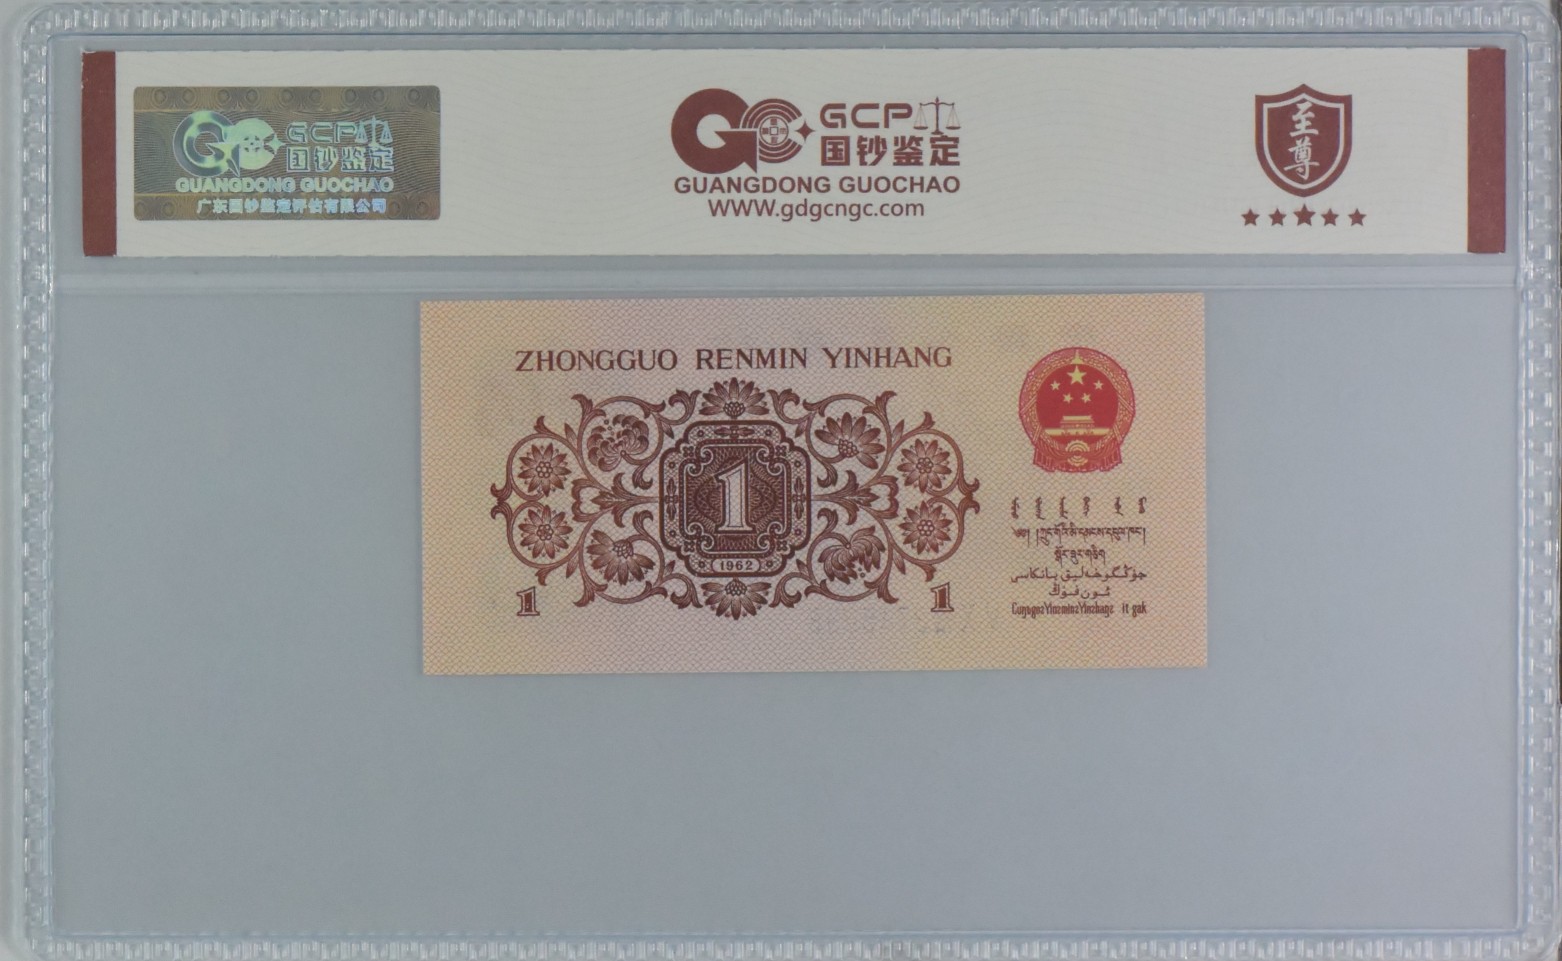 GCP
国钞鉴定
GUANGDONG GUOCHAO
广东国钞鉴定评估有限公司
GCP
国钞鉴定
GUANGDONG GUOCHAO
WWW.gdgcngc.com
至尊
ZHONGGUO RENMIN YINHANG
1
1962
1
1
جۇڭگوخەلىق بانكاسى